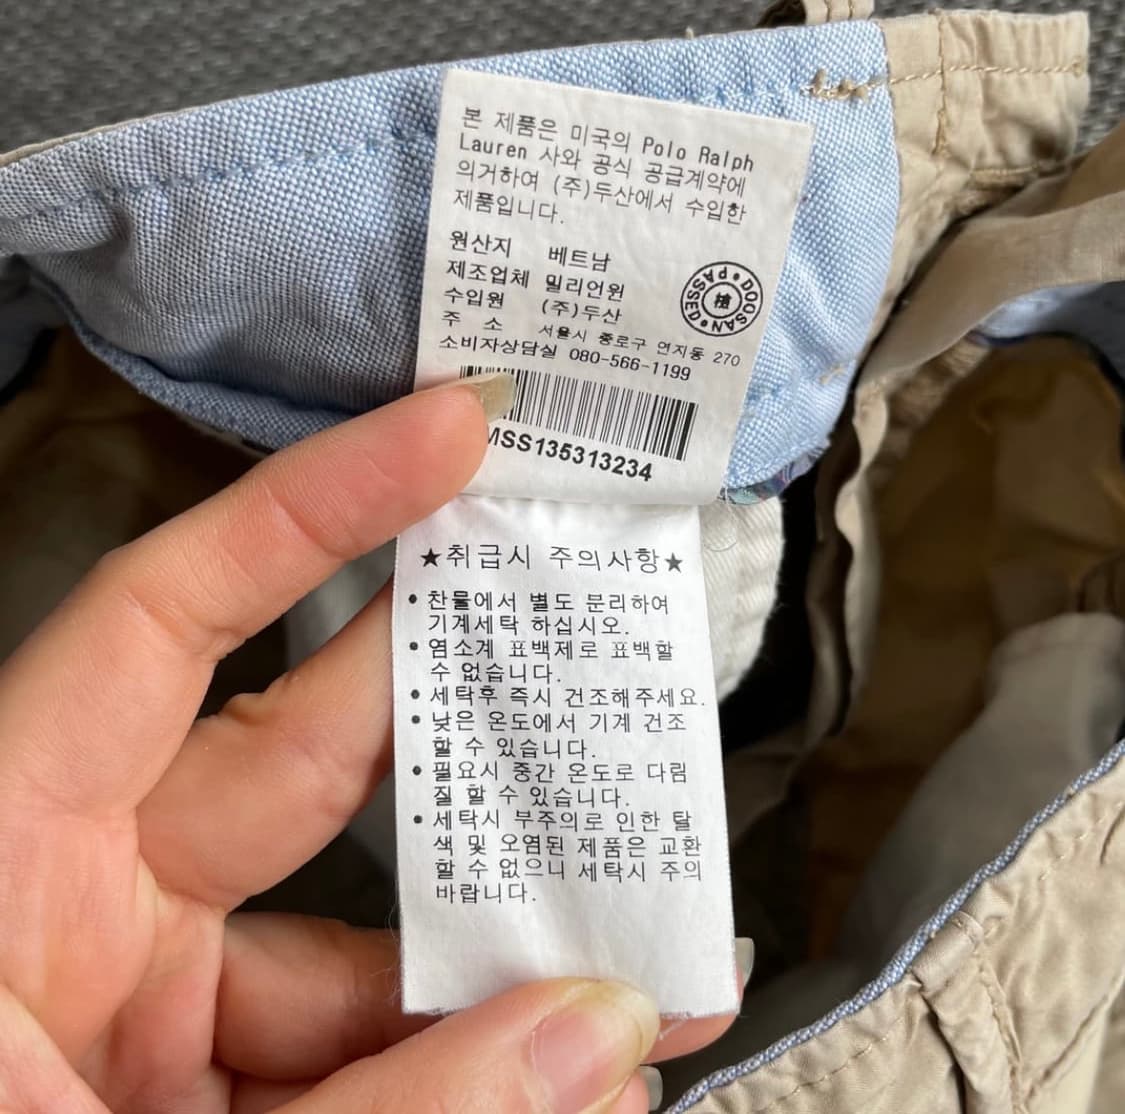 본 제품은 미국의 Polo Ralph
Lauren 사와 공식 공급계약에
의거하여 (주)두산에서 수입한
제품입니다.
원산지 베트남
제조업체 밀리언윈
수입원 (주)두산
주 소 서울시 종로구 연지동 270
소비자상담실 080-566-1199
DOOSAN PASSED
MSS135313234
★취급시 주의사항★
• 찬물에서 별도 분리하여
기계세탁 하십시오.
• 염소계 표백제로 표백할
수 없습니다.
• 세탁후 즉시 건조해주세요.
• 낮은 온도에서 기계 건조
할 수 있습니다.
• 필요시 중간 온도로 다림
질 할 수 있습니다.
• 세탁시 부주의로 인한 탈
색 및 오염된 제품은 교환
할 수 없으니 세탁시 주의
바랍니다.